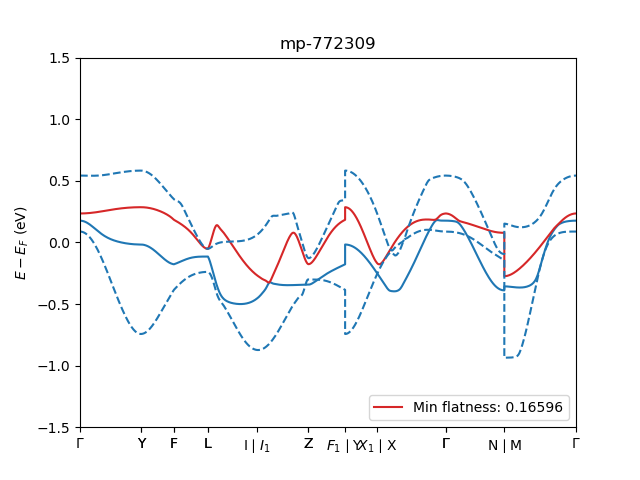 mp-772309
E − E_F (eV)
1.5
1.0
0.5
0.0
−0.5
−1.0
−1.5
Min flatness: 0.16596
Γ Y F L I | I₁ Z F₁ | Y X₁ | X Γ N | M Γ